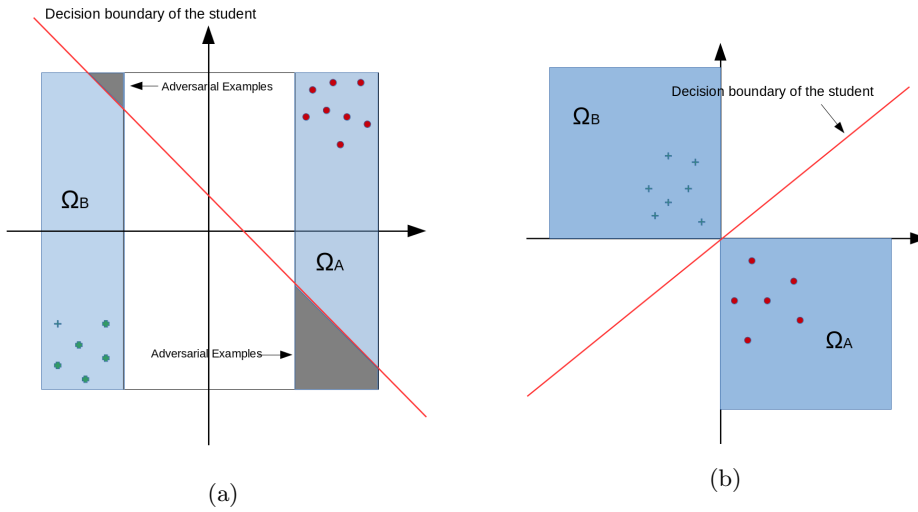 Decision boundary of the student
Adversarial Examples
ΩB
ΩA
Adversarial Examples
(a)
Decision boundary of the student
ΩB
ΩA
(b)